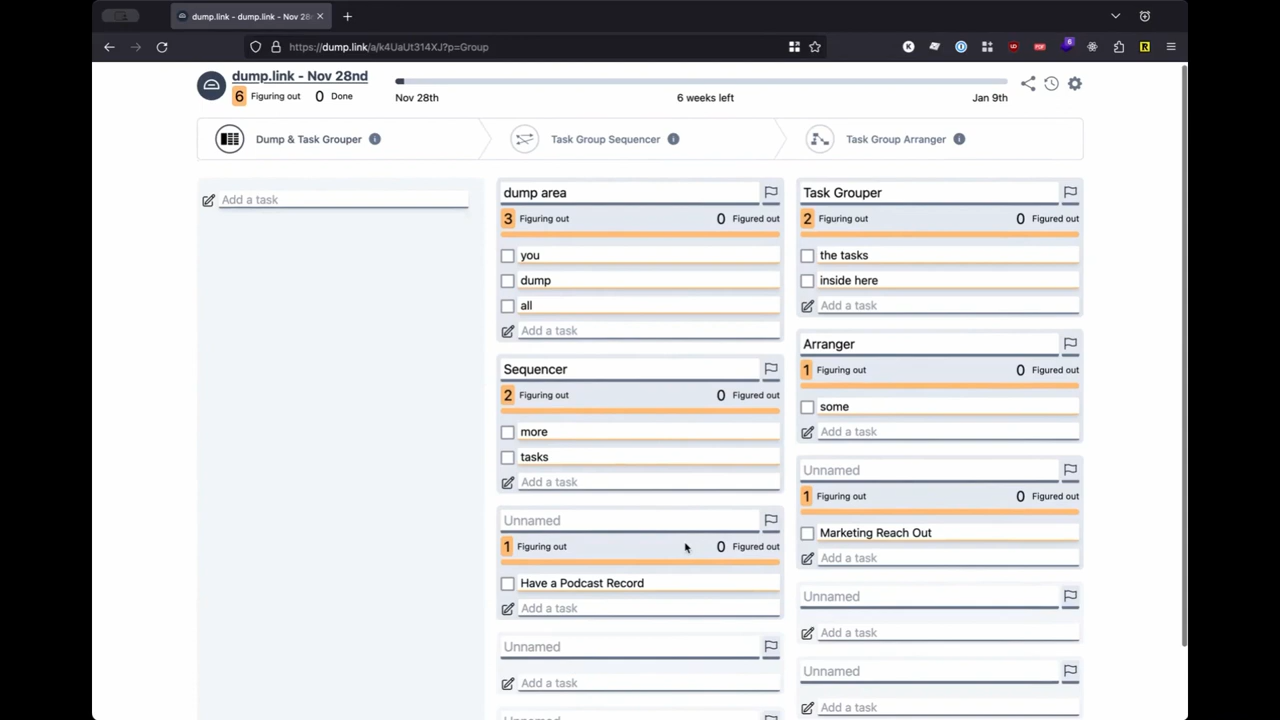 dump.link - dump.link - Nov 28
https://dump.link/a/k4UaUt314XJ?p=Group
6
dump.link - Nov 28nd
6 Figuring out 0 Done
Nov 28th 6 weeks left Jan 9th
Dump & Task Grouper
Task Group Sequencer
Task Group Arranger
Add a task
dump area
3 Figuring out 0 Figured out
you
dump
all
Add a task
Sequencer
2 Figuring out 0 Figured out
more
tasks
Add a task
Unnamed
1 Figuring out 0 Figured out
Have a Podcast Record
Add a task
Unnamed
Add a task
Unnamed
Task Grouper
2 Figuring out 0 Figured out
the tasks
inside here
Add a task
Arranger
1 Figuring out 0 Figured out
some
Add a task
Unnamed
1 Figuring out 0 Figured out
Marketing Reach Out
Add a task
Unnamed
Add a task
Unnamed
Add a task